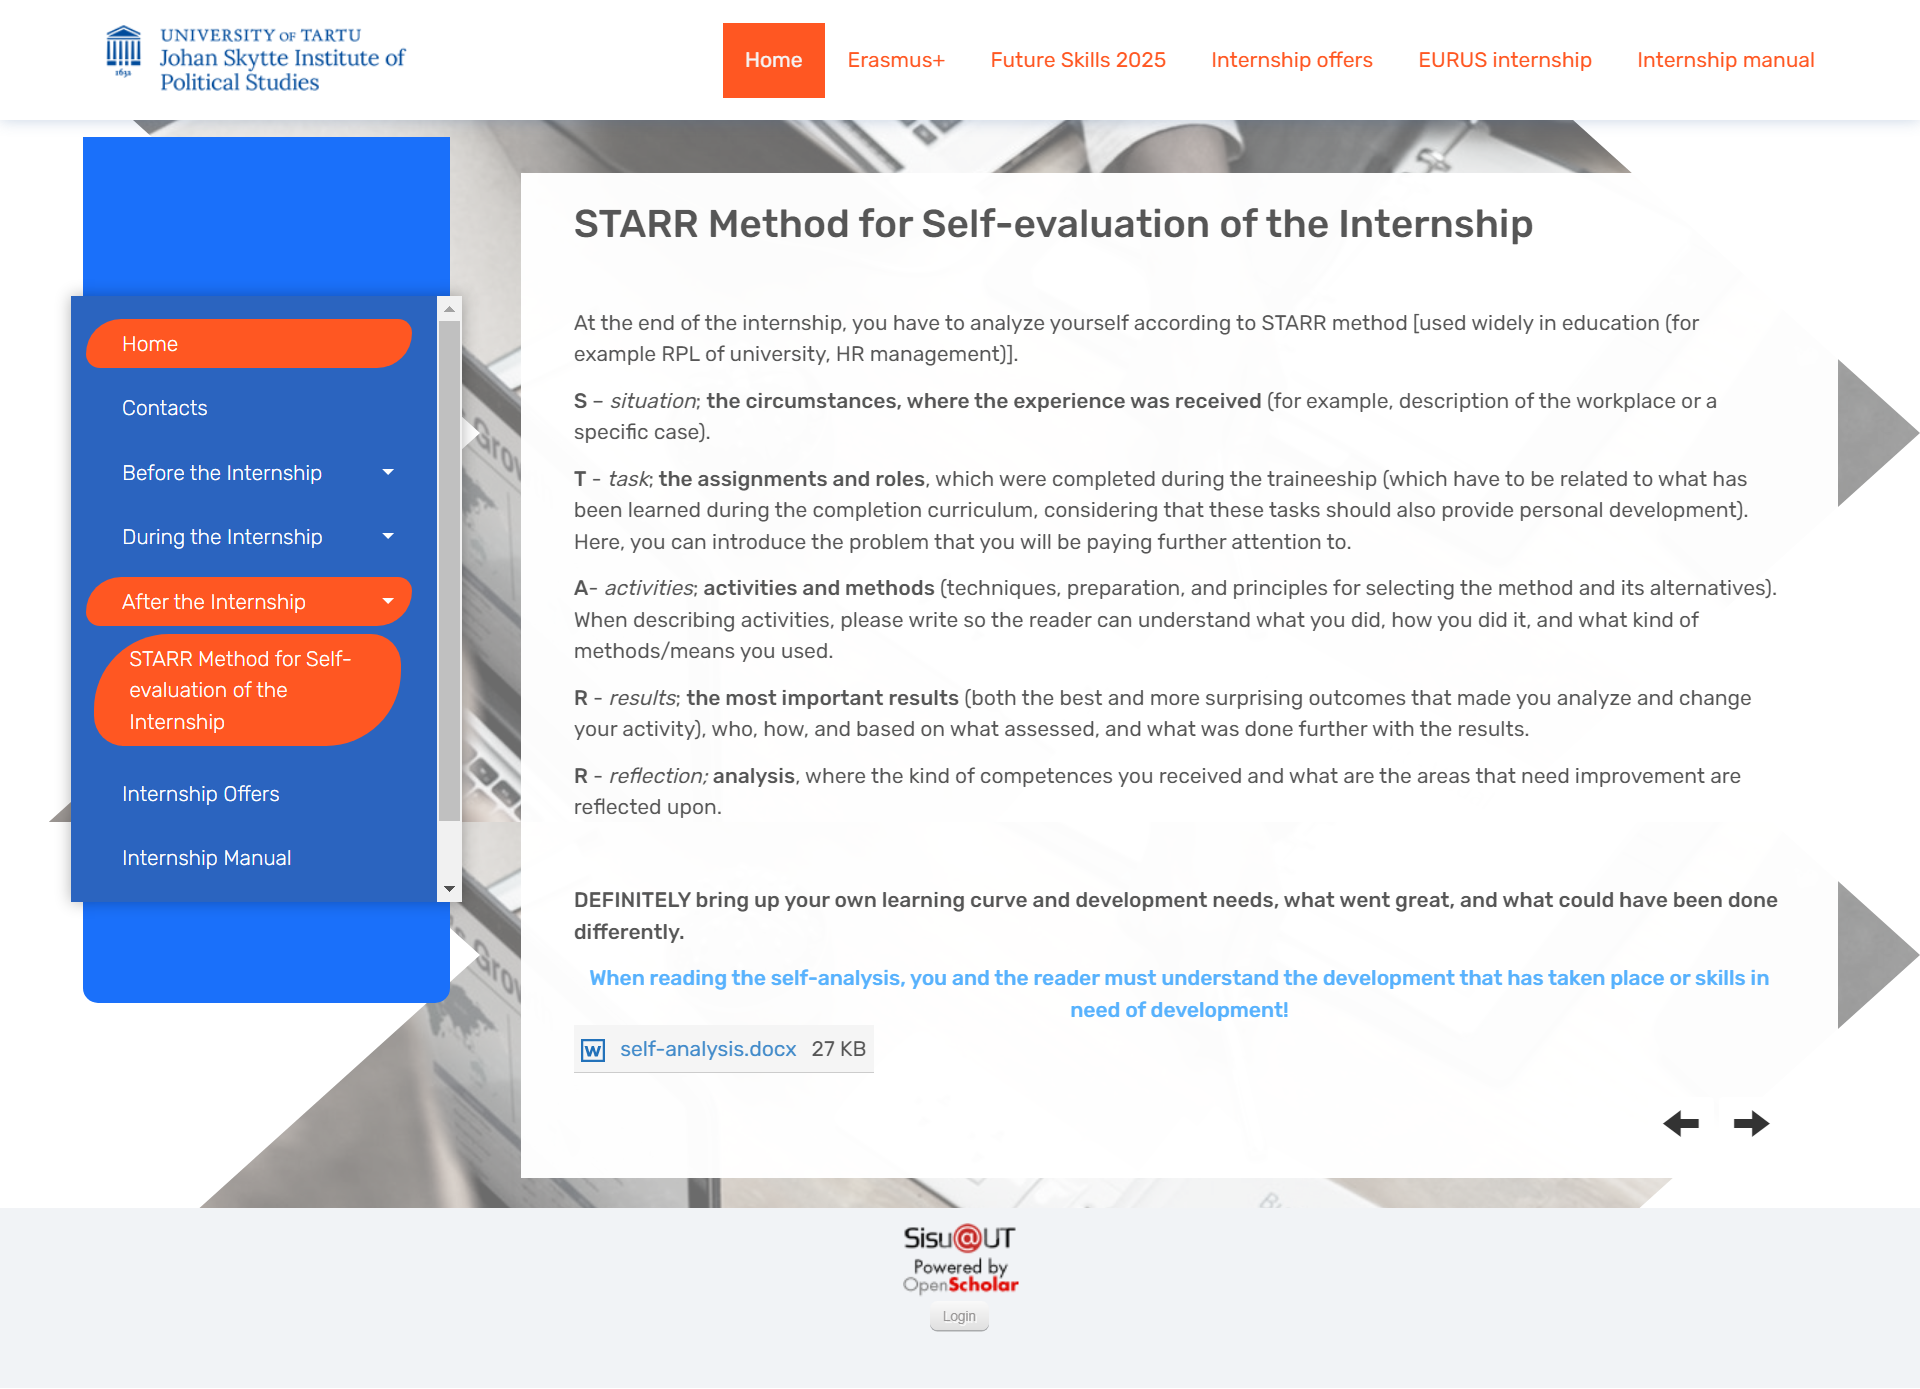 UNIVERSITY OF TARTU
Johan Skytte Institute of
Political Studies
1632
Home
Erasmus+
Future Skills 2025
Internship offers
EURUS internship
Internship manual
Home
Contacts
Before the Internship
During the Internship
After the Internship
STARR Method for Self-
evaluation of the
Internship
Internship Offers
Internship Manual
STARR Method for Self-evaluation of the Internship
At the end of the internship, you have to analyze yourself according to STARR method [used widely in education (for
example RPL of university, HR management)].
S – situation; the circumstances, where the experience was received (for example, description of the workplace or a
specific case).
T - task; the assignments and roles, which were completed during the traineeship (which have to be related to what has
been learned during the completion curriculum, considering that these tasks should also provide personal development).
Here, you can introduce the problem that you will be paying further attention to.
A- activities; activities and methods (techniques, preparation, and principles for selecting the method and its alternatives).
When describing activities, please write so the reader can understand what you did, how you did it, and what kind of
methods/means you used.
R - results; the most important results (both the best and more surprising outcomes that made you analyze and change
your activity), who, how, and based on what assessed, and what was done further with the results.
R - reflection; analysis, where the kind of competences you received and what are the areas that need improvement are
reflected upon.
DEFINITELY bring up your own learning curve and development needs, what went great, and what could have been done
differently.
When reading the self-analysis, you and the reader must understand the development that has taken place or skills in
need of development!
self-analysis.docx 27 KB
Sisu@UT
Powered by
OpenScholar
Login